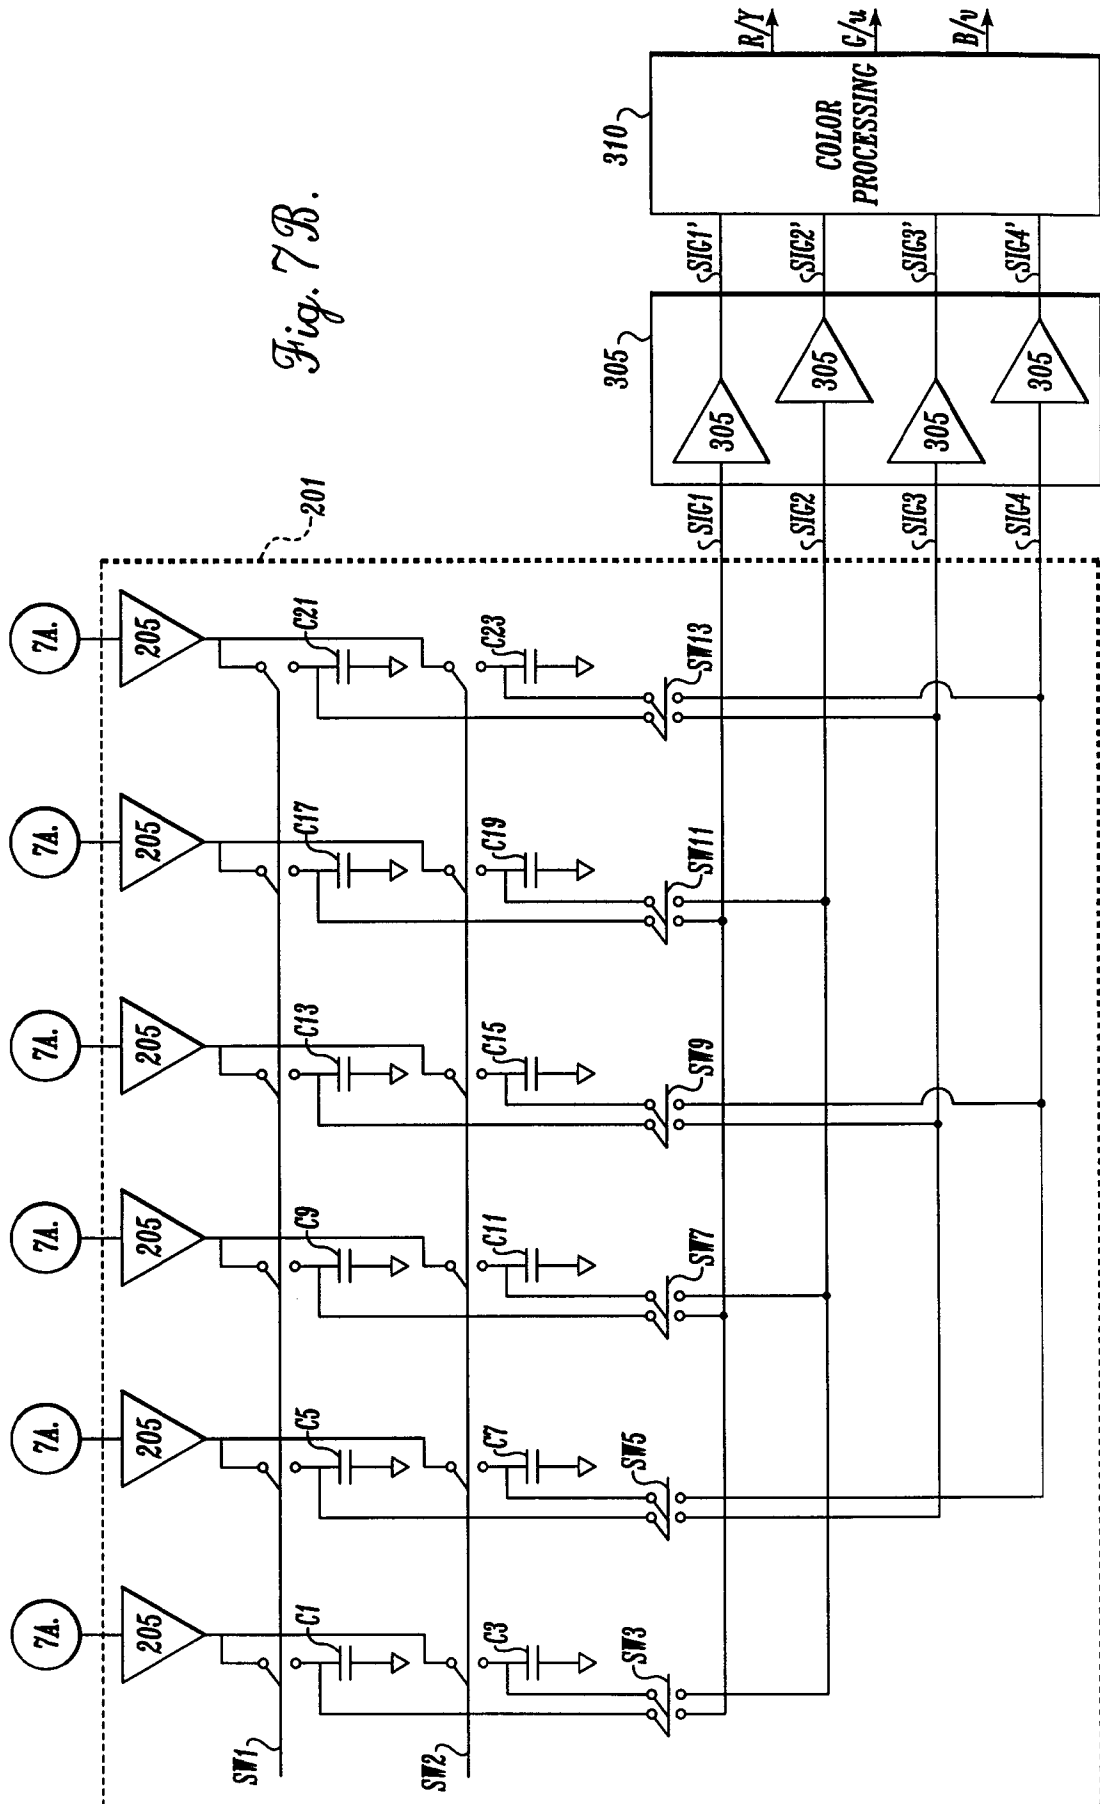 Fig. 7B.
7A.
7A.
7A.
7A.
7A.
7A.
205
205
205
205
205
205
201
SW1
C1
C5
C9
C13
C17
C21
SW2
C3
C7
C11
C15
C19
C23
SW3
SW5
SW7
SW9
SW11
SW13
SIG1
SIG2
SIG3
SIG4
305
305
305
305
305
SIG1'
SIG2'
SIG3'
SIG4'
310
COLOR
PROCESSING
R/Y
G/u
B/v